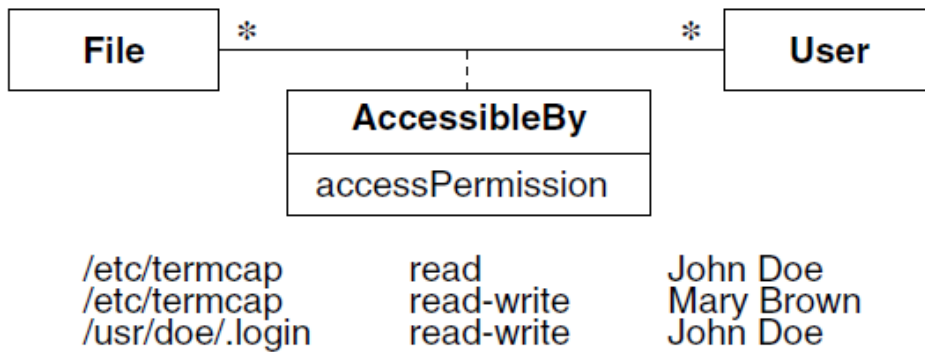 File * * User
AccessibleBy
accessPermission
/etc/termcap read John Doe
/etc/termcap read-write Mary Brown
/usr/doe/.login read-write John Doe